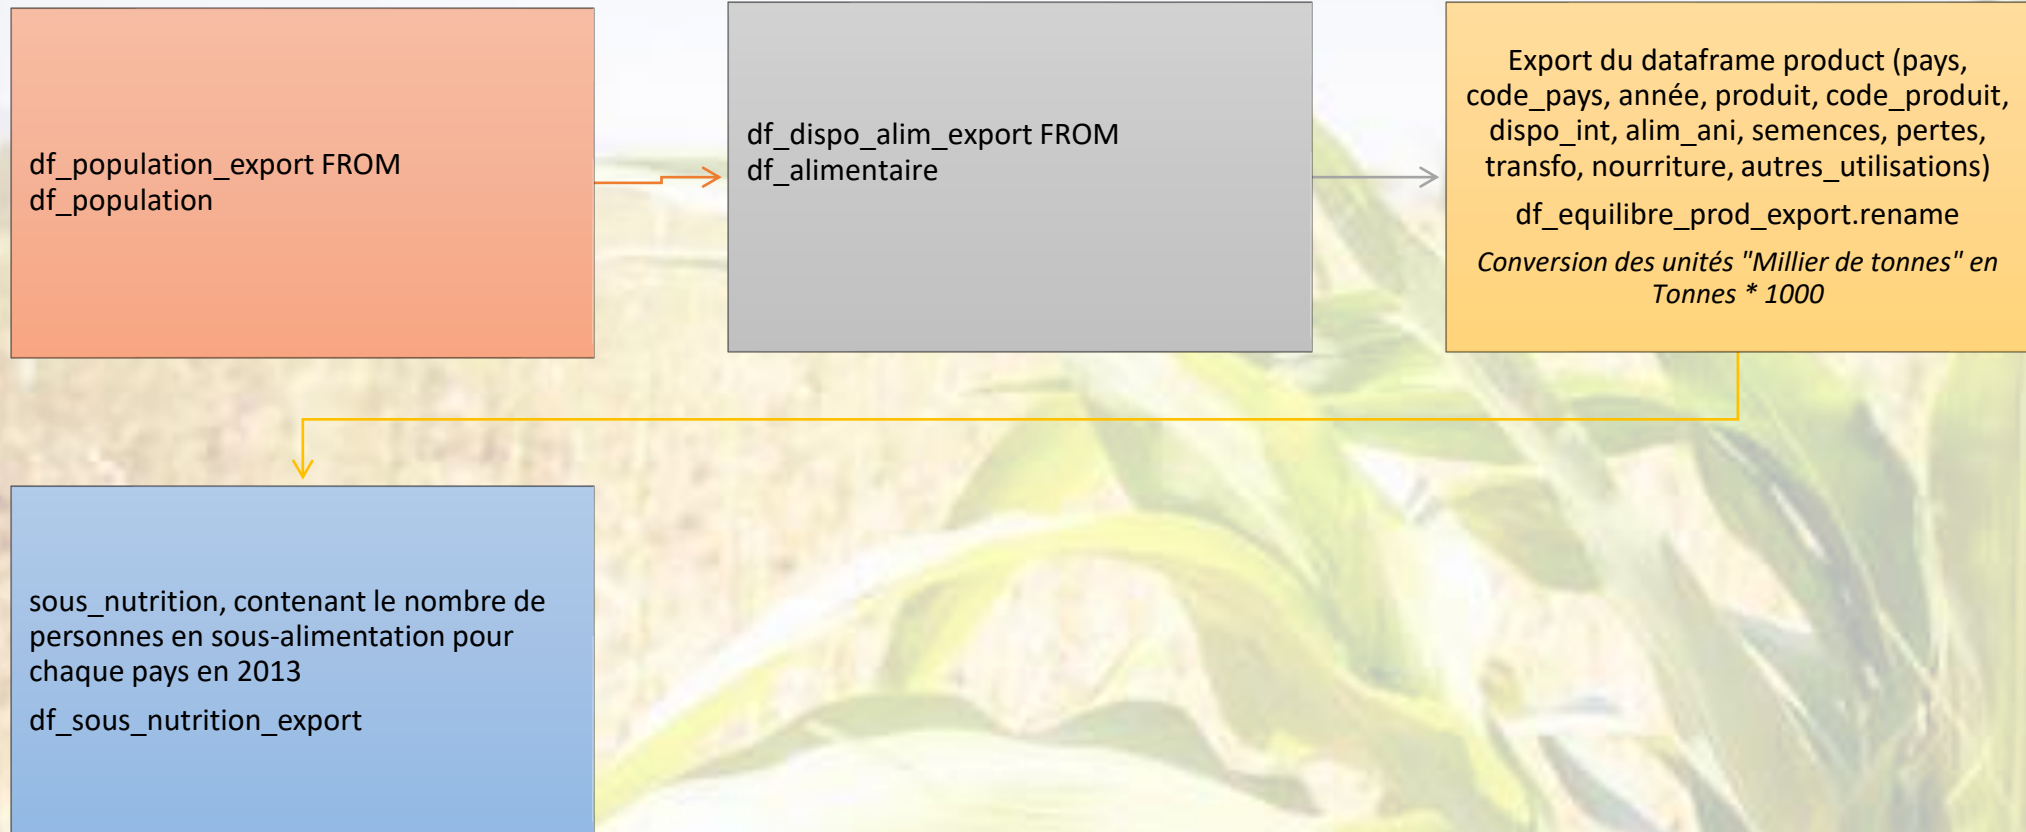 df_population_export FROM
df_population
df_dispo_alim_export FROM
df_alimentaire
Export du dataframe product (pays,
code_pays, année, produit, code_produit,
dispo_int, alim_ani, semences, pertes,
transfo, nourriture, autres_utilisations)
df_equilibre_prod_export.rename
Conversion des unités "Millier de tonnes" en
Tonnes * 1000
sous_nutrition, contenant le nombre de
personnes en sous-alimentation pour
chaque pays en 2013
df_sous_nutrition_export